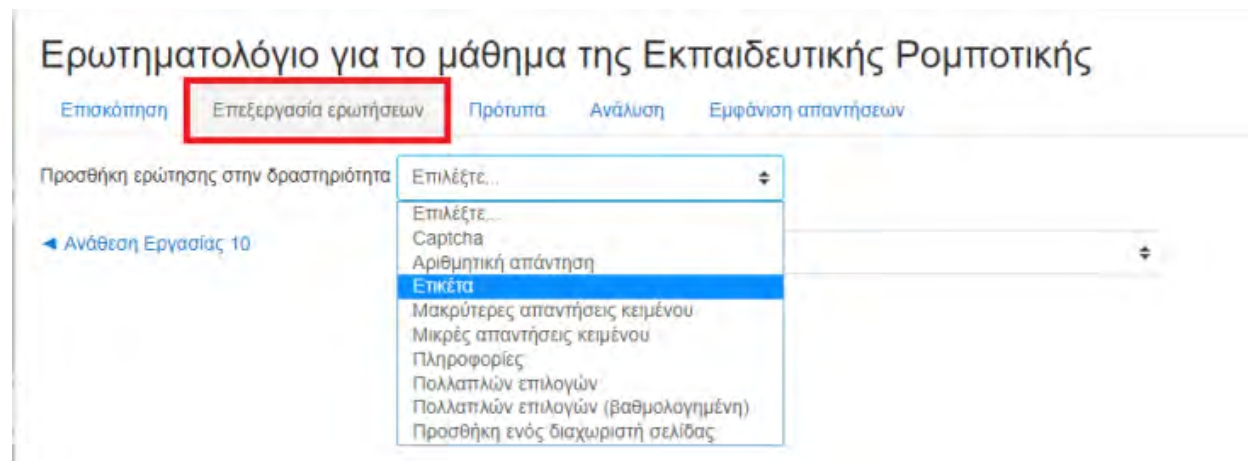 Ερωτηματολόγιο για το μάθημα της Εκπαιδευτικής Ρομποτικής
Επισκόπηση Επεξεργασία ερωτήσεων Πρότυπα Ανάλυση Εμφάνιση απαντήσεων
Προσθήκη ερώτησης στην δραστηριότητα Επιλέξτε...
Επιλέξτε...
◄ Ανάθεση Εργασίας 10 Captcha
Αριθμητική απάντηση
Ετικέτα
Μακρύτερες απαντήσεις κειμένου
Μικρές απαντήσεις κειμένου
Πληροφορίες
Πολλαπλών επιλογών
Πολλαπλών επιλογών (βαθμολογημένη)
Προσθήκη ενός διαχωριστή σελίδας